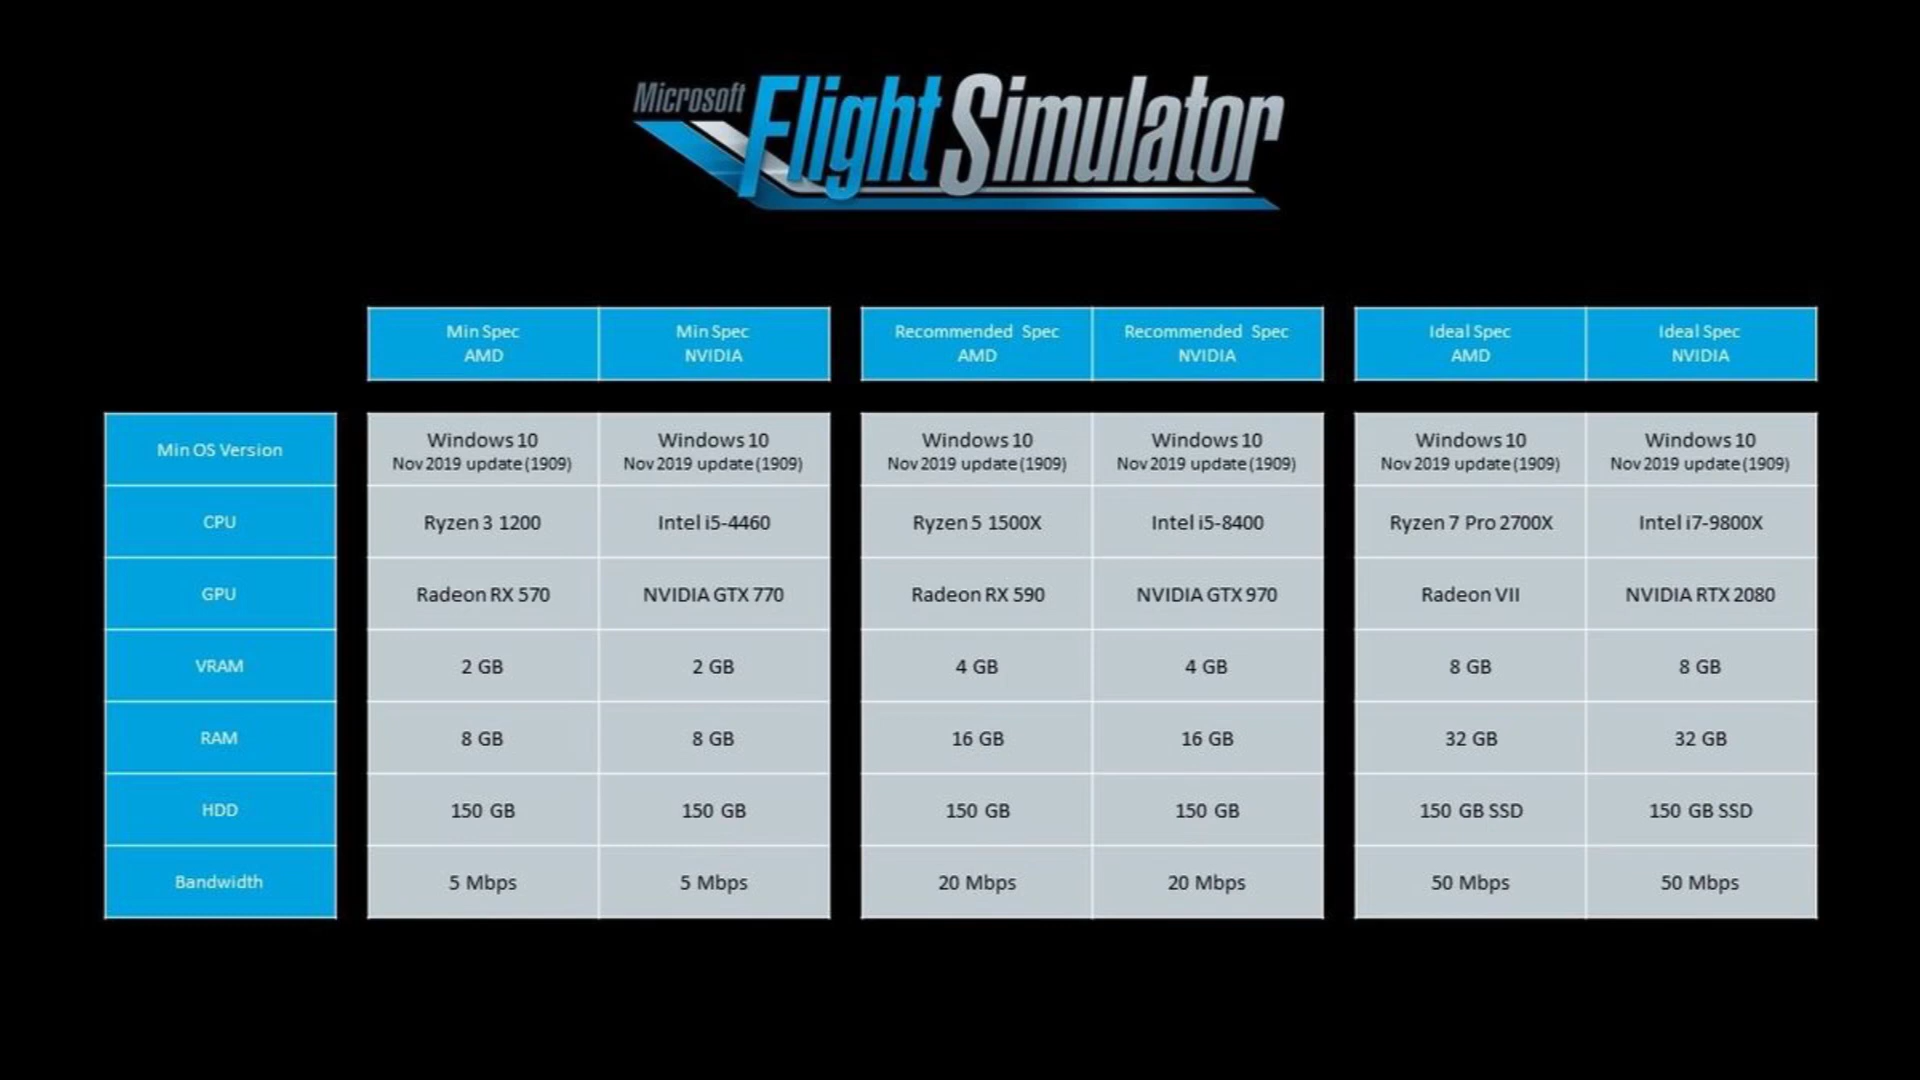 Microsoft Flight Simulator
Min Spec AMD
Min Spec NVIDIA
Recommended Spec AMD
Recommended Spec NVIDIA
Ideal Spec AMD
Ideal Spec NVIDIA
Min OS Version
Windows 10 Nov 2019 update (1909)
Windows 10 Nov 2019 update (1909)
Windows 10 Nov 2019 update (1909)
Windows 10 Nov 2019 update (1909)
Windows 10 Nov 2019 update (1909)
Windows 10 Nov 2019 update (1909)
CPU
Ryzen 3 1200
Intel i5-4460
Ryzen 5 1500X
Intel i5-8400
Ryzen 7 Pro 2700X
Intel i7-9800X
GPU
Radeon RX 570
NVIDIA GTX 770
Radeon RX 590
NVIDIA GTX 970
Radeon VII
NVIDIA RTX 2080
VRAM
2 GB
2 GB
4 GB
4 GB
8 GB
8 GB
RAM
8 GB
8 GB
16 GB
16 GB
32 GB
32 GB
HDD
150 GB
150 GB
150 GB
150 GB
150 GB SSD
150 GB SSD
Bandwidth
5 Mbps
5 Mbps
20 Mbps
20 Mbps
50 Mbps
50 Mbps